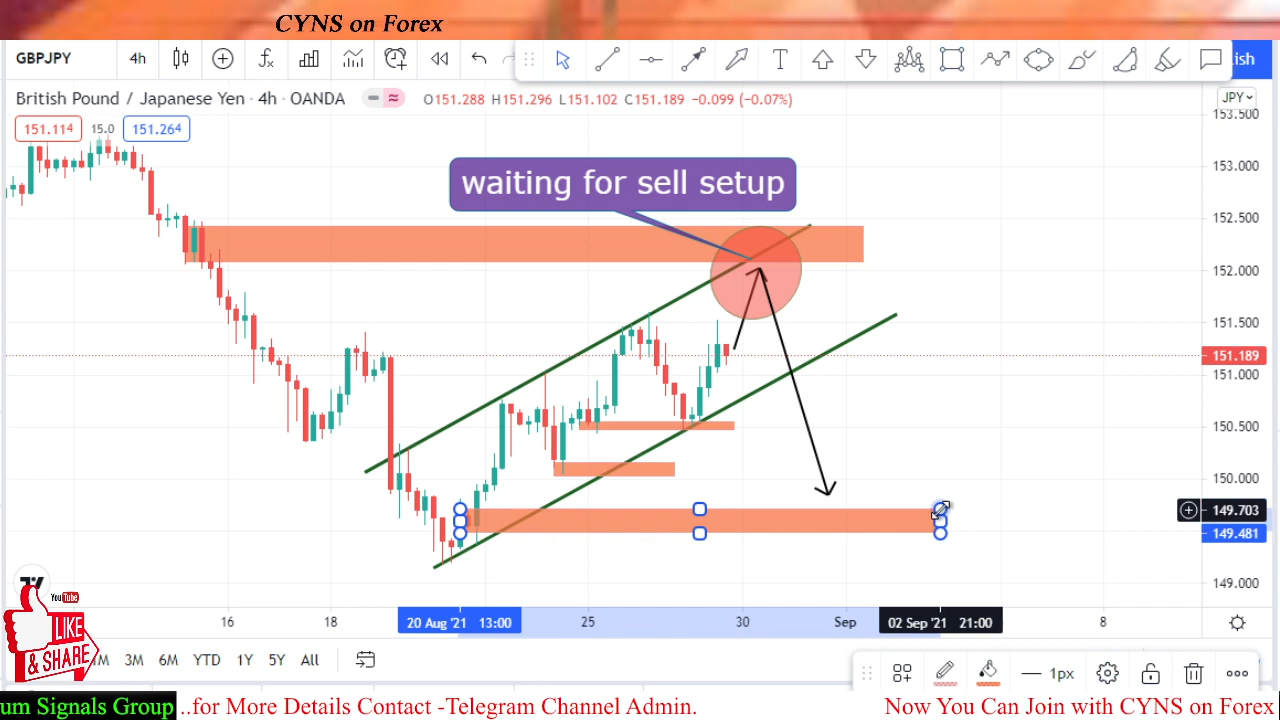 CYNS on Forex
GBPJPY
4h
ish
British Pound / Japanese Yen · 4h · OANDA
O151.288 H151.296 L151.102 C151.189 −0.099 (−0.07%)
JPY
151.114
15.0
151.264
waiting for sell setup
153.500
153.000
152.500
152.000
151.500
151.189
151.000
150.500
150.000
149.703
149.481
149.000
16
18
20 Aug '21 13:00
25
30
Sep
02 Sep '21 21:00
8
YouTube
LIKE
& SHARE
1M 3M 6M YTD 1Y 5Y All
1px
um Signals Group
..for More Details Contact -Telegram Channel Admin.
Now You Can Join with CYNS on Forex